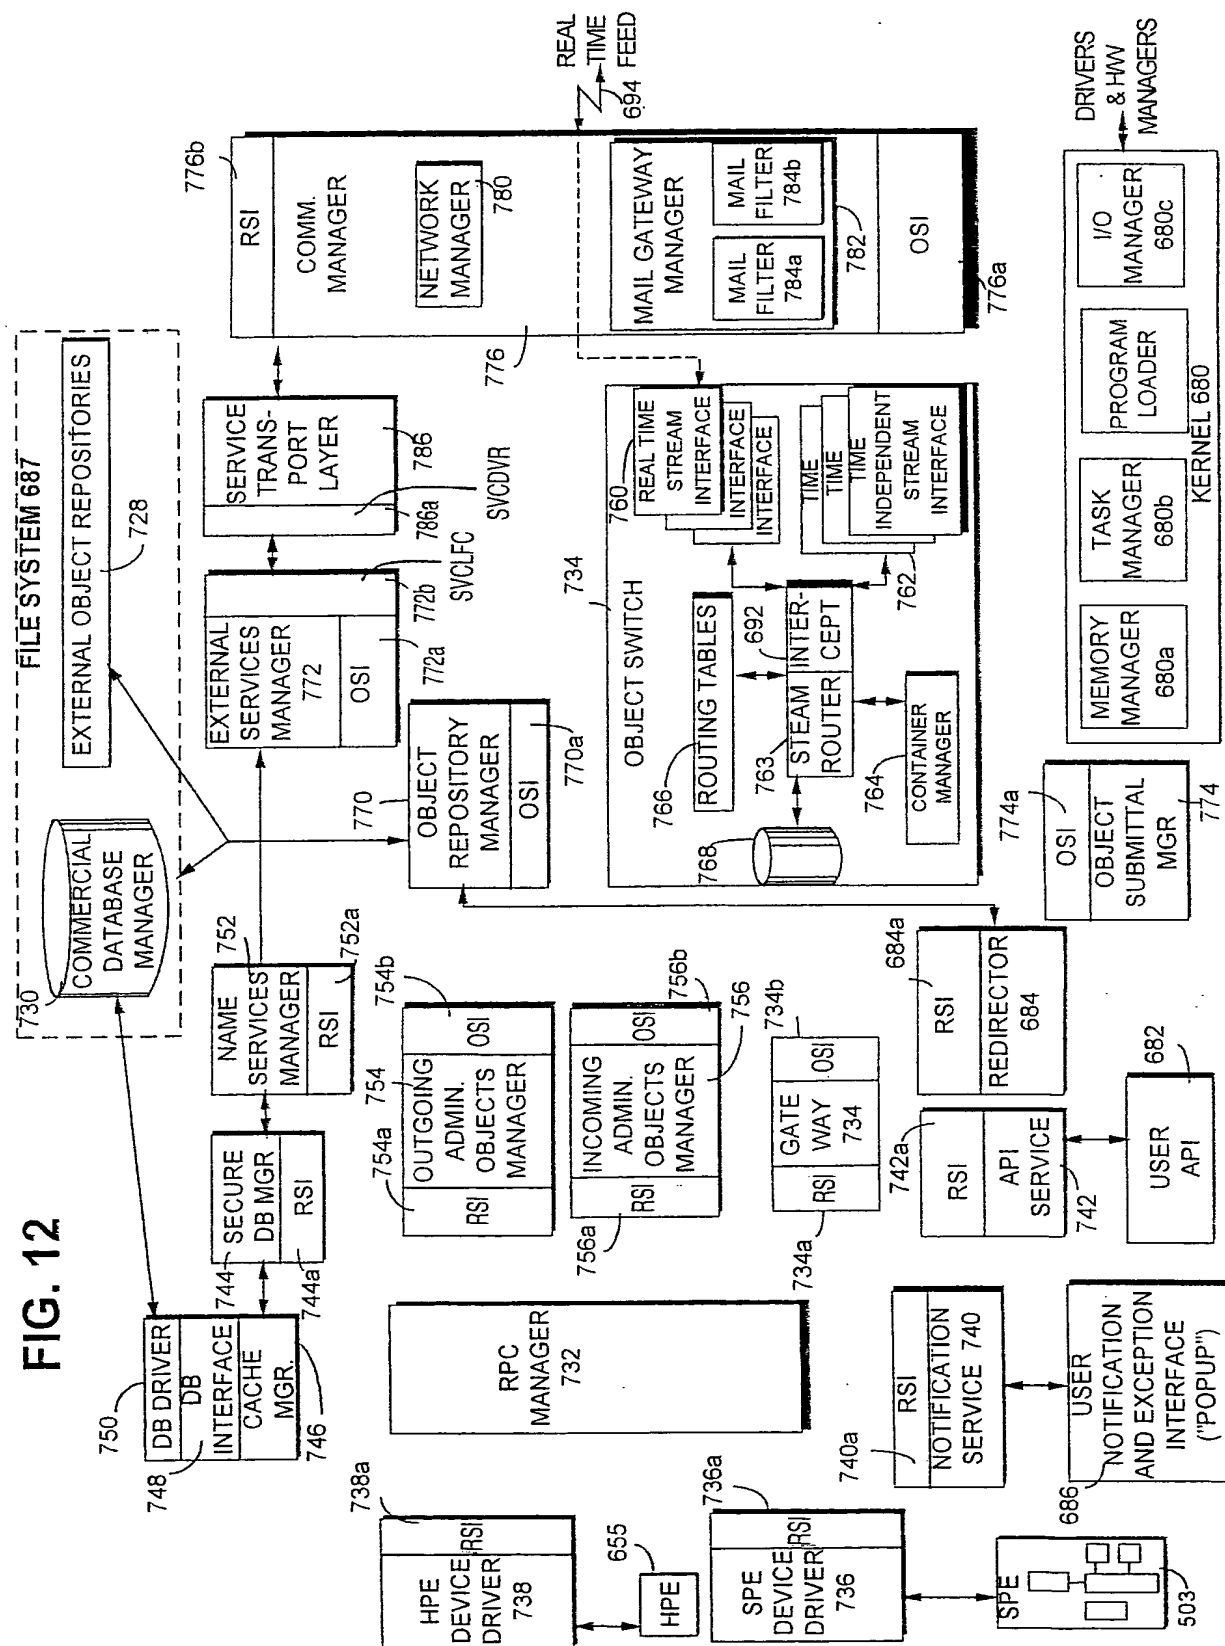 FIG. 12
FILE SYSTEM 687
EXTERNAL OBJECT REPOSITORIES
728
730
COMMERCIAL
DATABASE
MANAGER
750
DB DRIVER
DB
INTERFACE
CACHE
MGR.
748
746
744
SECURE
DB MGR
RSI
744a
752
NAME
SERVICES
MANAGER
RSI
752a
EXTERNAL
SERVICES
MANAGER
772
OSI
772a
772b
SVCLFC
SERVICE
TRANS-
PORT
LAYER
786
786a
SVCDVR
776b
RSI
COMM.
MANAGER
NETWORK
MANAGER
780
776
MAIL GATEWAY
MANAGER
MAIL
FILTER
784a
MAIL
FILTER
784b
782
OSI
776a
REAL
TIME
FEED
694
738a
HPE
DEVICE
DRIVER
738
RSI
655
HPE
736a
SPE
DEVICE
DRIVER
736
RSI
SPE
503
RPC
MANAGER
732
754a
754
754b
RSI
OUTGOING
ADMIN.
OBJECTS
MANAGER
OSI
756a
RSI
INCOMING
ADMIN.
OBJECTS
MANAGER
OSI
756b
756
734b
RSI
GATE
WAY
734
OSI
734a
770
OBJECT
REPOSITORY
MANAGER
OSI
770a
734
OBJECT SWITCH
760
REAL TIME
STREAM
INTERFACE
INTERFACE
INTERFACE
TIME
TIME
TIME
INDEPENDENT
STREAM
INTERFACE
762
766
ROUTING TABLES
692
763
STEAM
ROUTER
INTER-
CEPT
768
764
CONTAINER
MANAGER
740a
RSI
NOTIFICATION
SERVICE 740
686
USER
NOTIFICATION
AND EXCEPTION
INTERFACE
("POPUP")
742a
RSI
API
SERVICE
742
682
USER
API
684a
RSI
REDIRECTOR
684
774a
OSI
OBJECT
SUBMITTAL
MGR
774
MEMORY
MANAGER
680a
TASK
MANAGER
680b
PROGRAM
LOADER
I/O
MANAGER
680c
KERNEL 680
DRIVERS
& H/W
MANAGERS